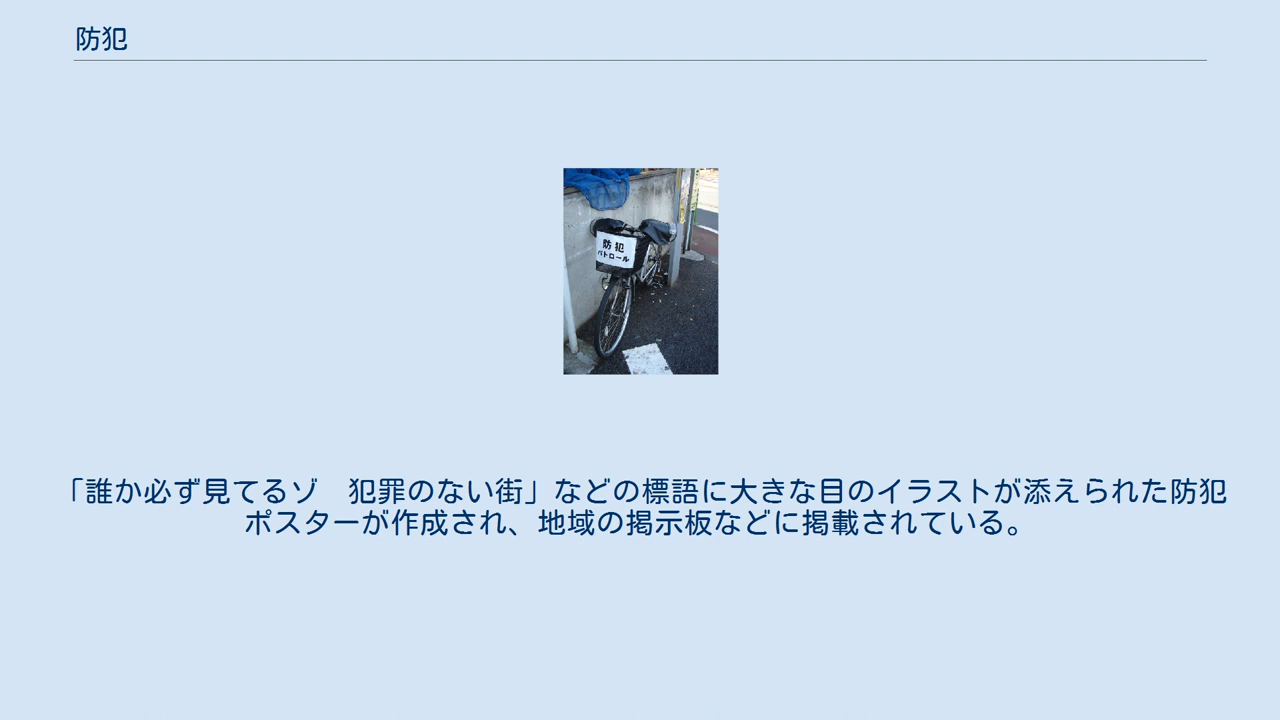 防犯
防犯
パトロール
「誰か必ず見てるゾ　犯罪のない街」などの標語に大きな目のイラストが添えられた防犯
ポスターが作成され、地域の掲示板などに掲載されている。